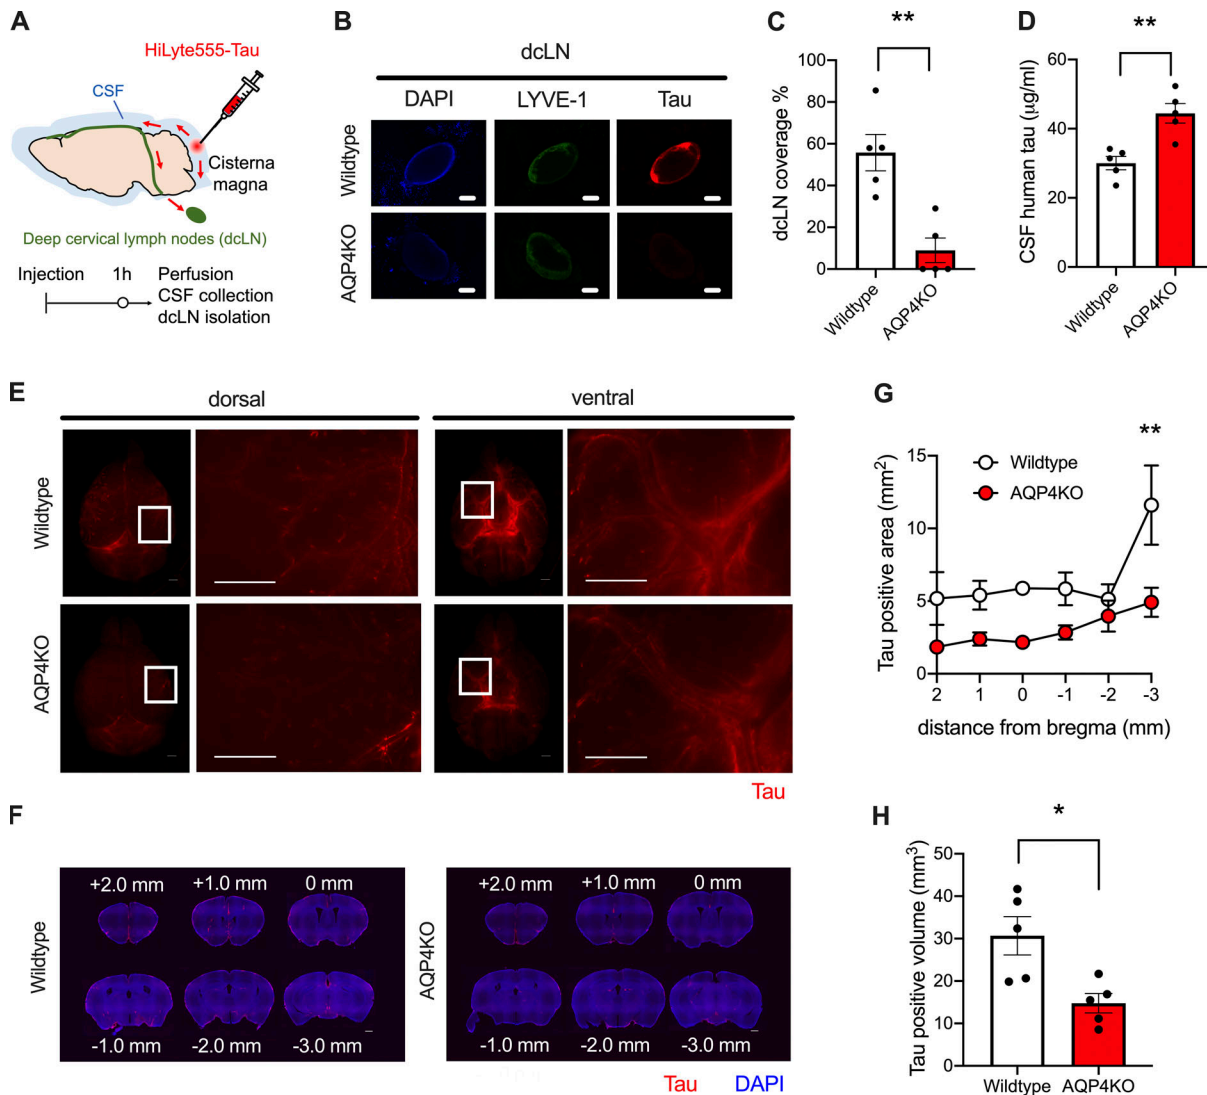 A
HiLyte555-Tau
CSF
Cisterna
magna
Deep cervical lymph nodes (dcLN)
Injection 1h Perfusion
CSF collection
dcLN isolation
B
dcLN
DAPI LYVE-1 Tau
Wildtype
AQP4KO
C
**
dcLN coverage %
100
80
60
40
20
0
Wildtype
AQP4KO
D
**
CSF human tau (μg/ml)
60
40
20
0
Wildtype
AQP4KO
E
dorsal ventral
Wildtype
AQP4KO
Tau
G
**
Tau positive area (mm²)
15
10
5
0
Wildtype
AQP4KO
2 1 0 -1 -2 -3
distance from bregma (mm)
F
Wildtype
+2.0 mm +1.0 mm 0 mm
-1.0 mm -2.0 mm -3.0 mm
AQP4KO
+2.0 mm +1.0 mm 0 mm
-1.0 mm -2.0 mm -3.0 mm
Tau DAPI
H
*
Tau positive volume (mm³)
50
40
30
20
10
0
Wildtype AQP4KO